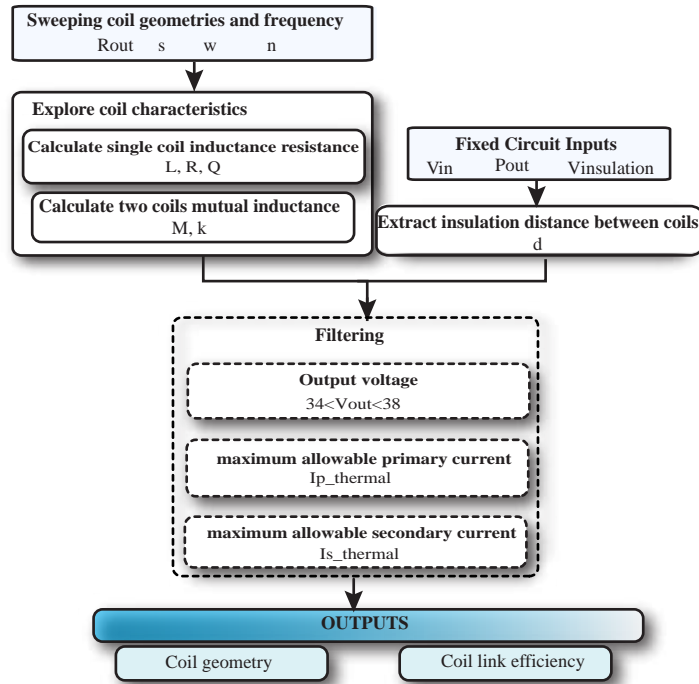 Sweeping coil geometries and frequency
Rout s w n
Explore coil characteristics
Calculate single coil inductance resistance
L, R, Q
Calculate two coils mutual inductance
M, k
Fixed Circuit Inputs
Vin Pout Vinsulation
Extract insulation distance between coils
d
Filtering
Output voltage
34<Vout<38
maximum allowable primary current
Ip_thermal
maximum allowable secondary current
Is_thermal
OUTPUTS
Coil geometry
Coil link efficiency